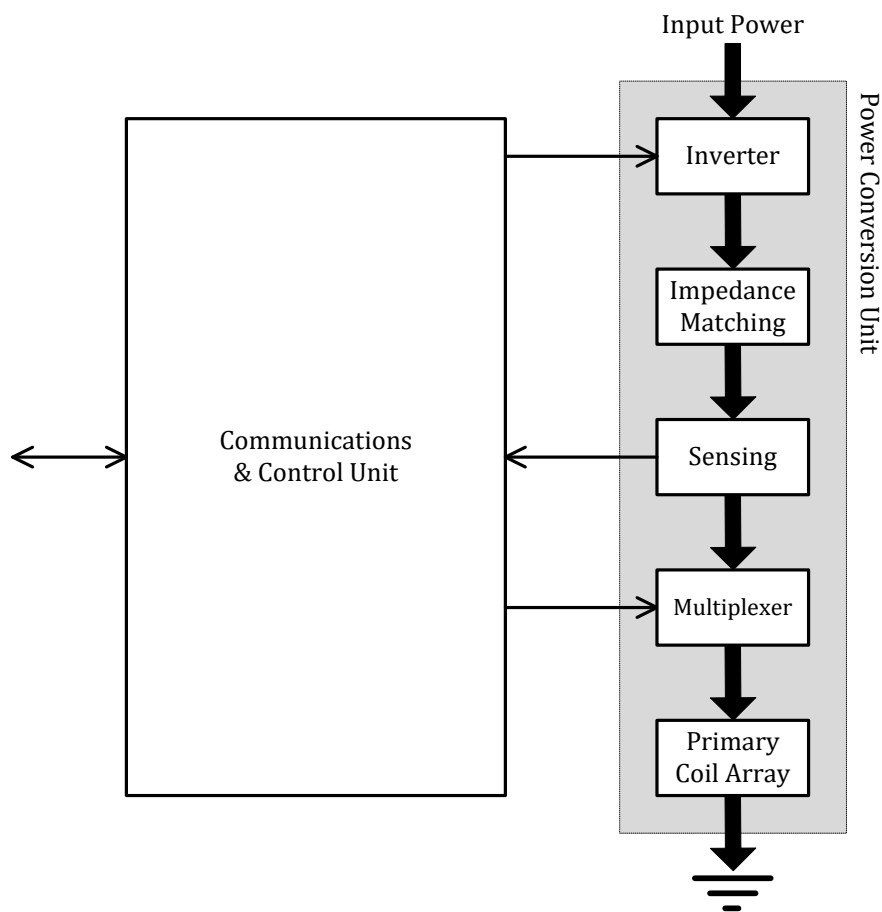 Input Power
Power Conversion Unit
Inverter
Impedance
Matching
Communications
& Control Unit
Sensing
Multiplexer
Primary
Coil Array